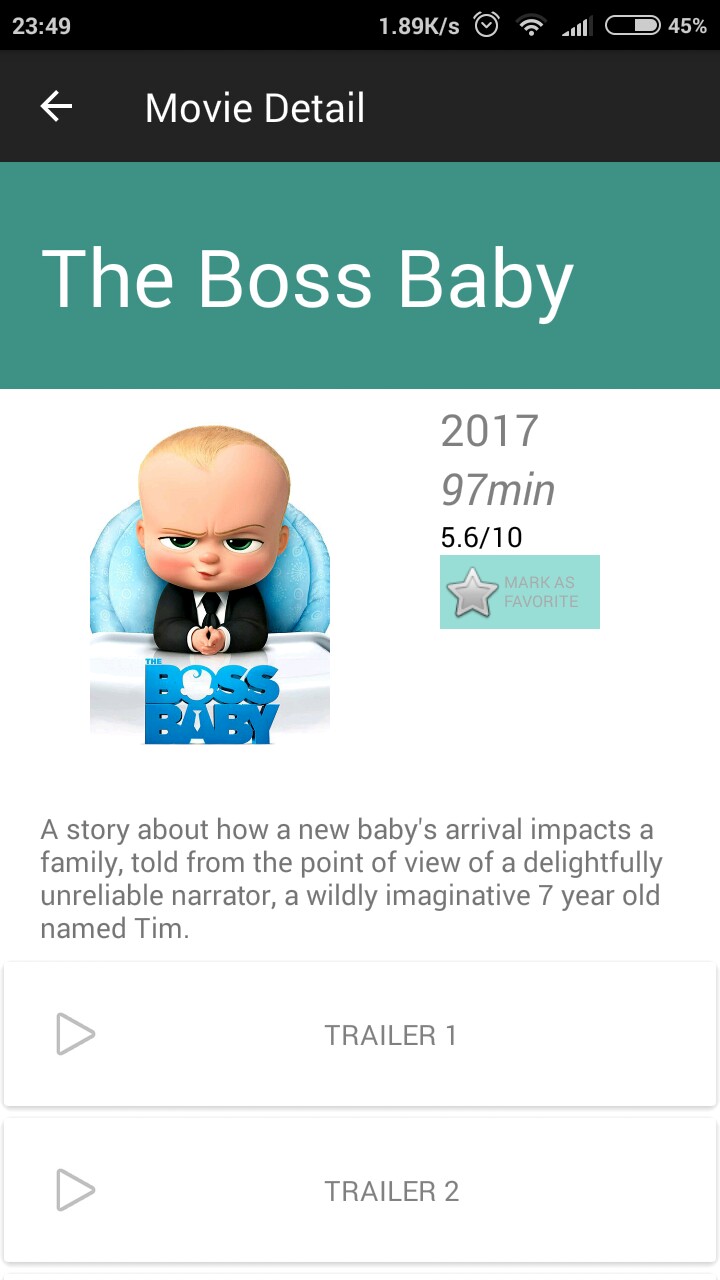 23:49 1.89K/s 45%
Movie Detail
The Boss Baby
2017
97min
5.6/10
MARK AS
FAVORITE
THE
BOSS
BABY
A story about how a new baby's arrival impacts a
family, told from the point of view of a delightfully
unreliable narrator, a wildly imaginative 7 year old
named Tim.
TRAILER 1
TRAILER 2